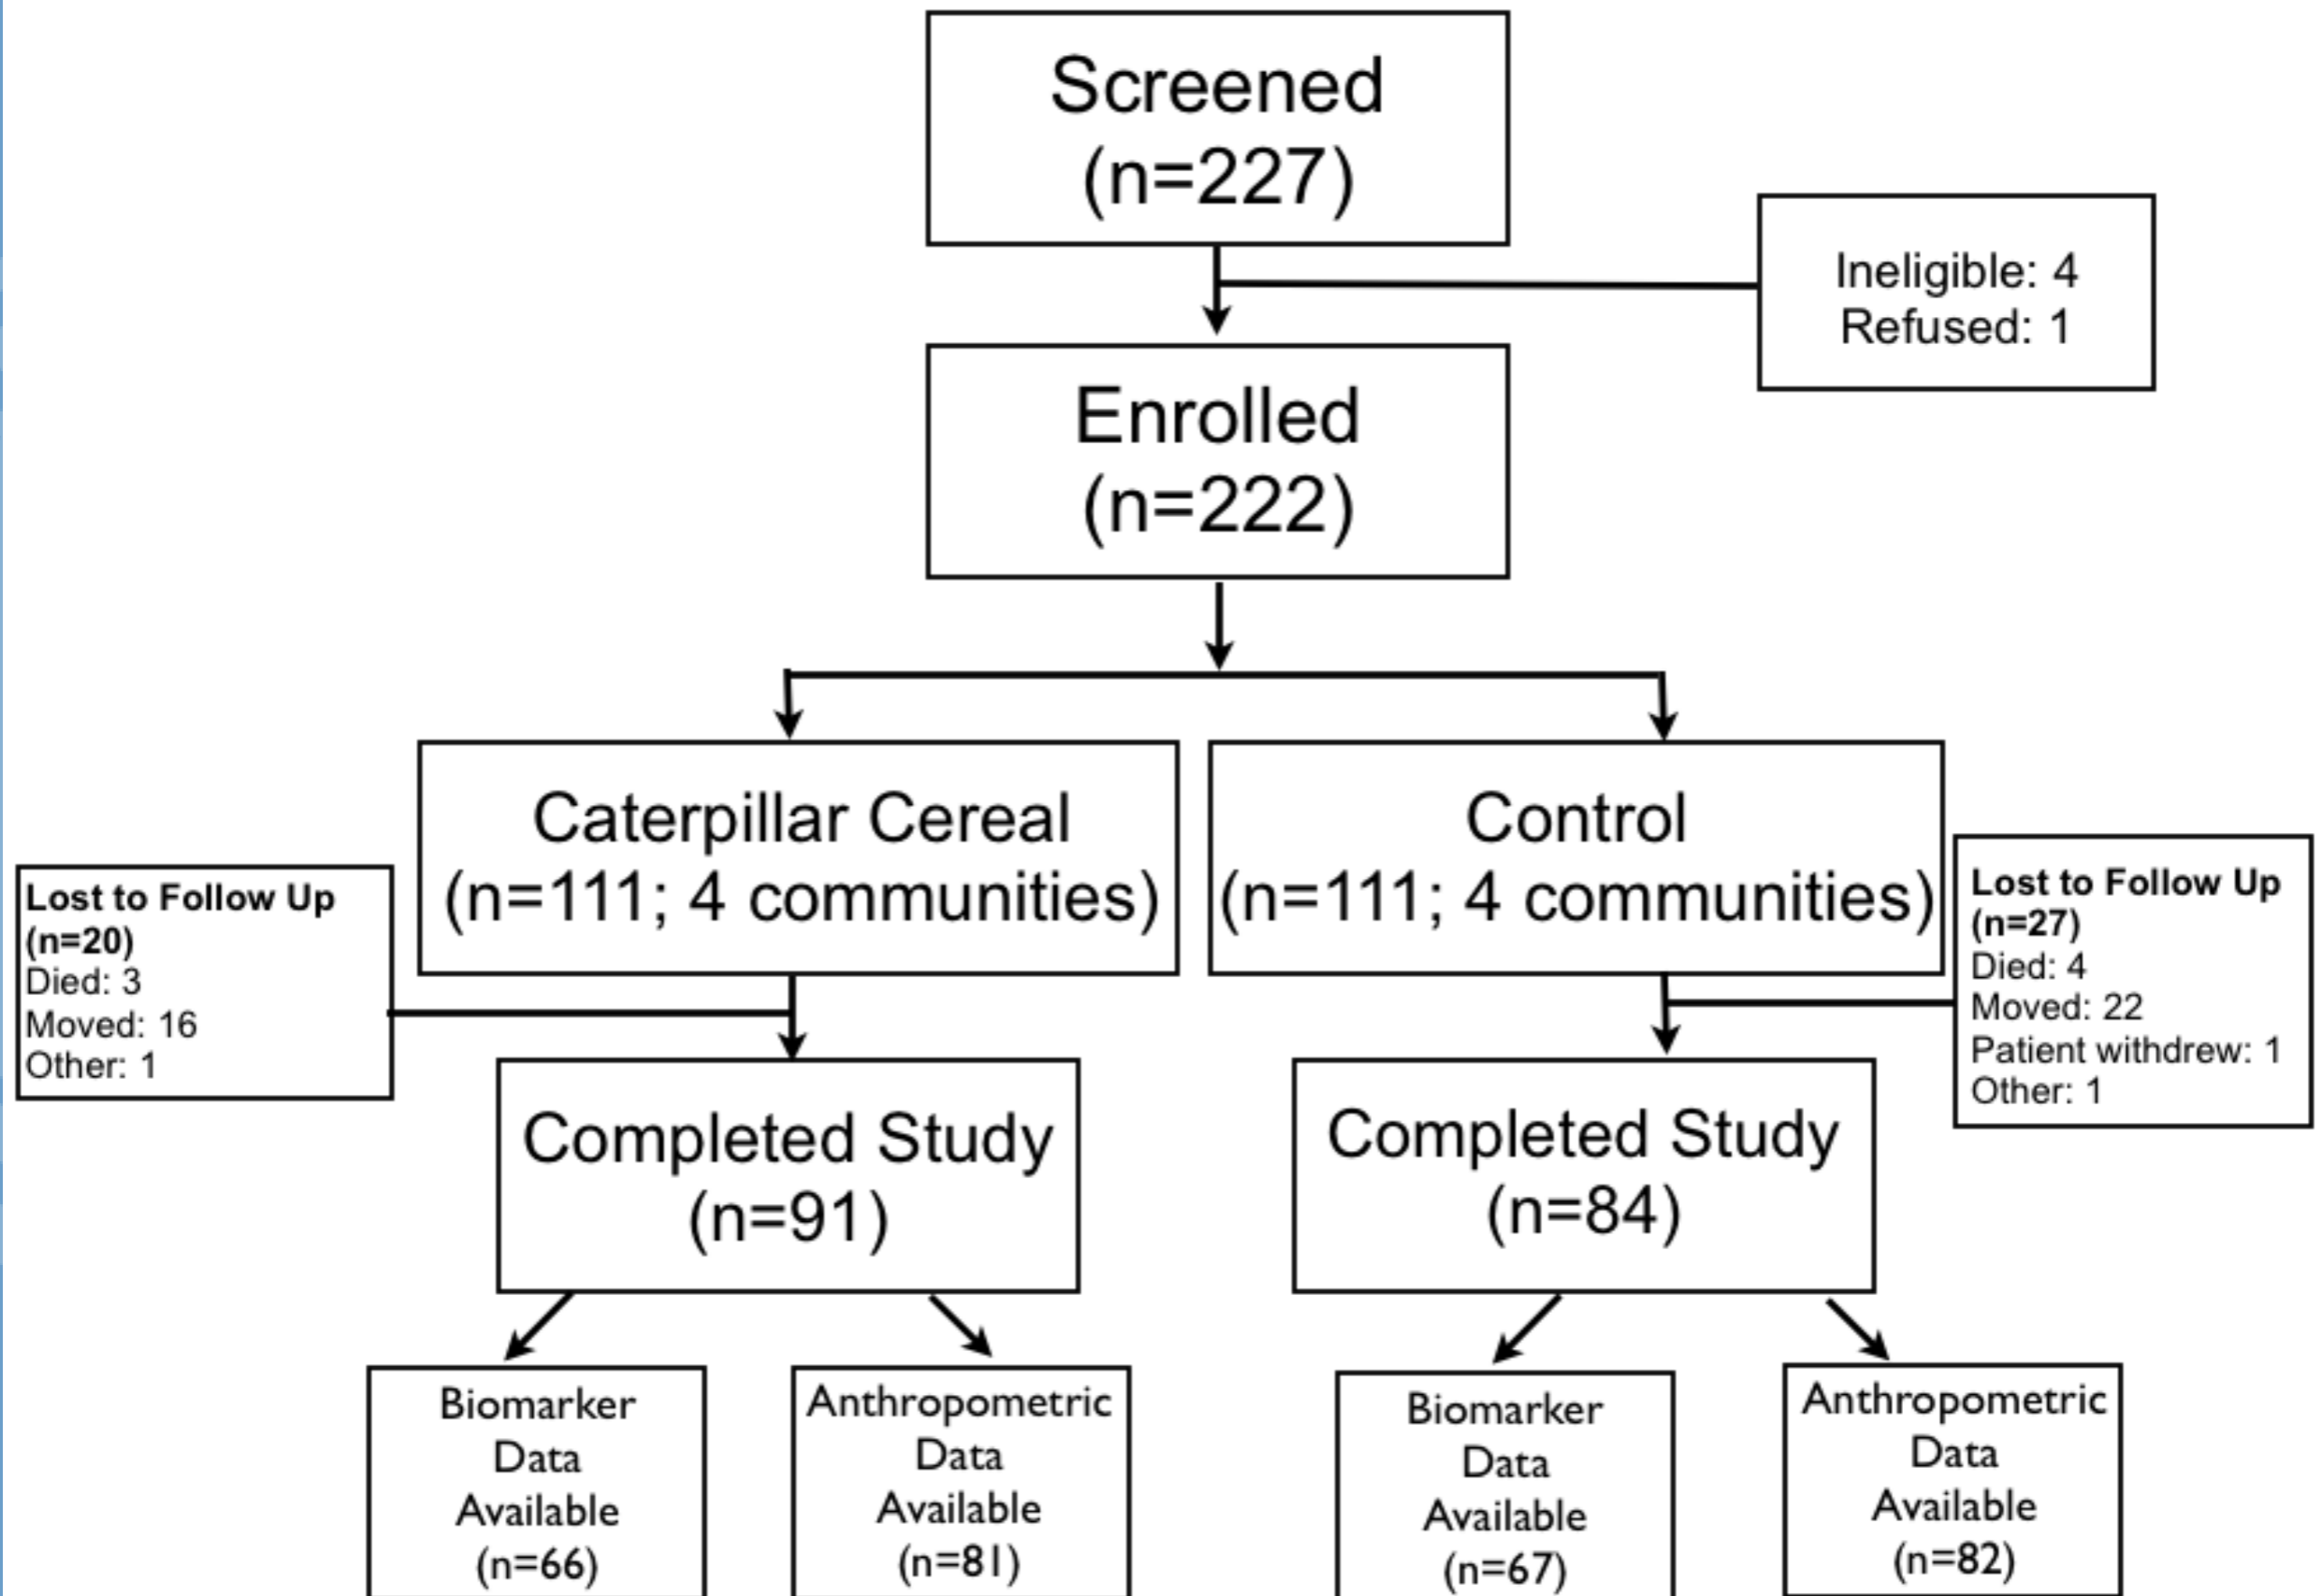 Screened
(n=227)
Ineligible: 4
Refused: 1
Enrolled
(n=222)
Caterpillar Cereal
(n=111; 4 communities)
Control
(n=111; 4 communities)
Lost to Follow Up
(n=20)
Died: 3
Moved: 16
Other: 1
Lost to Follow Up
(n=27)
Died: 4
Moved: 22
Patient withdrew: 1
Other: 1
Completed Study
(n=91)
Completed Study
(n=84)
Biomarker
Data
Available
(n=66)
Anthropometric
Data
Available
(n=81)
Biomarker
Data
Available
(n=67)
Anthropometric
Data
Available
(n=82)